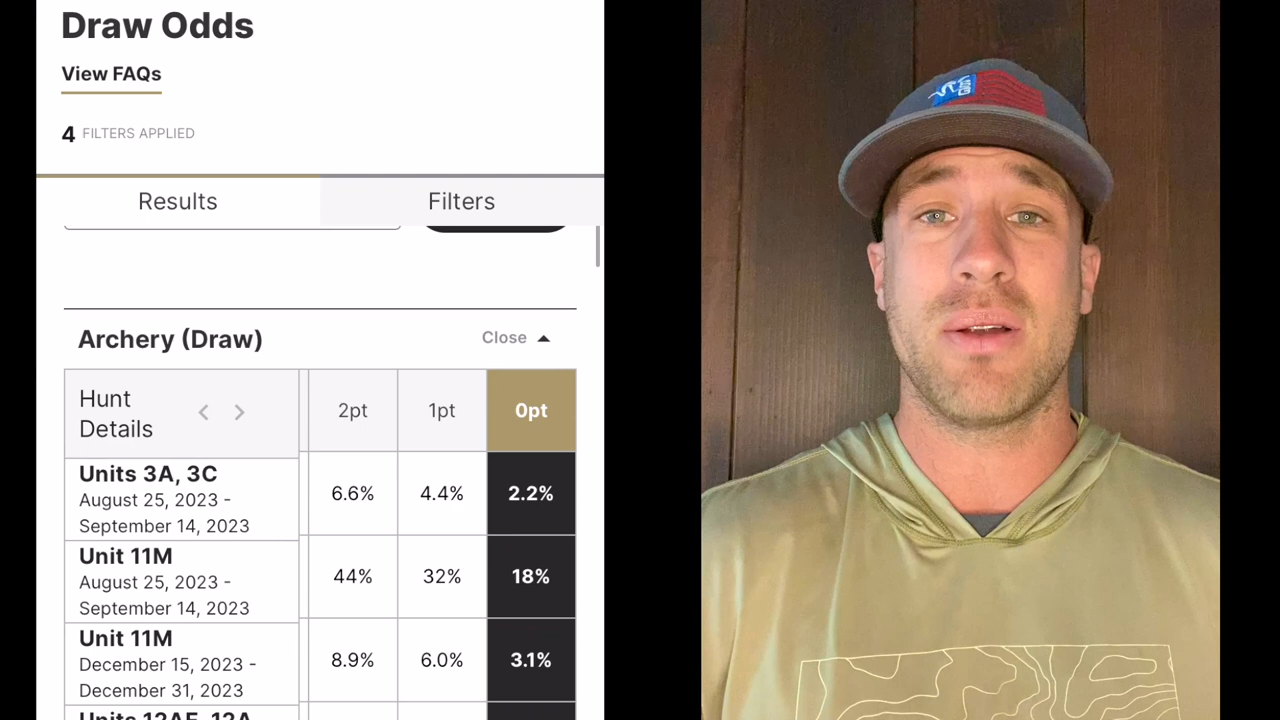 Draw Odds
View FAQs
4 FILTERS APPLIED
Results Filters
Archery (Draw) Close
Hunt Details 2pt 1pt 0pt
Units 3A, 3C
August 25, 2023 -
September 14, 2023
6.6% 4.4% 2.2%
Unit 11M
August 25, 2023 -
September 14, 2023
44% 32% 18%
Unit 11M
December 15, 2023 -
December 31, 2023
8.9% 6.0% 3.1%
Units 12AE, 12A